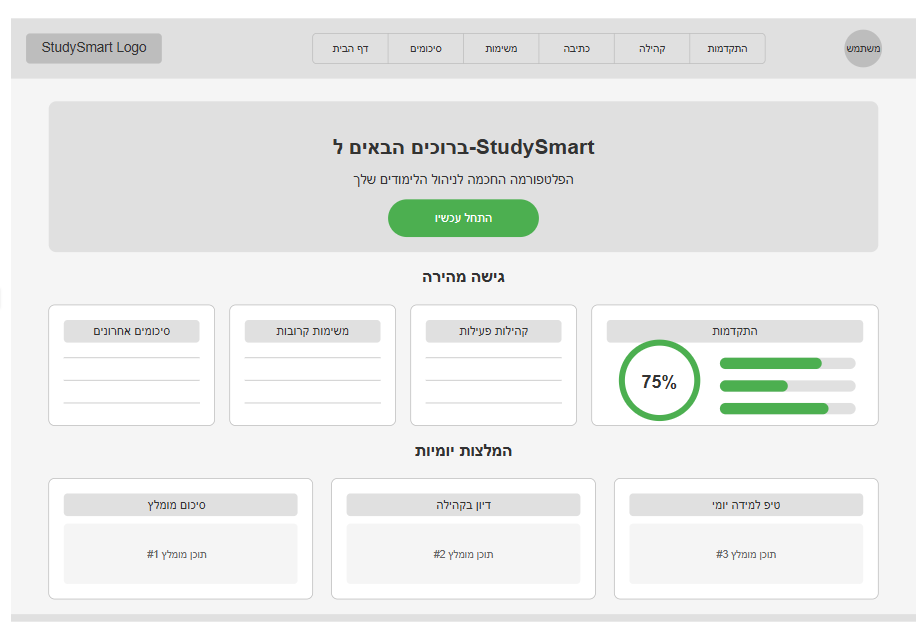 StudySmart Logo
דף הבית
סיכומים
משימות
כתיבה
קהילה
התקדמות
משתמש
ברוכים הבאים ל-StudySmart
הפלטפורמה החכמה לניהול הלימודים שלך
התחל עכשיו
גישה מהירה
סיכומים אחרונים
משימות קרובות
קהילות פעילות
התקדמות
75%
המלצות יומיות
סיכום מומלץ
תוכן מומלץ #1
דיון בקהילה
תוכן מומלץ #2
טיפ למידה יומי
תוכן מומלץ #3